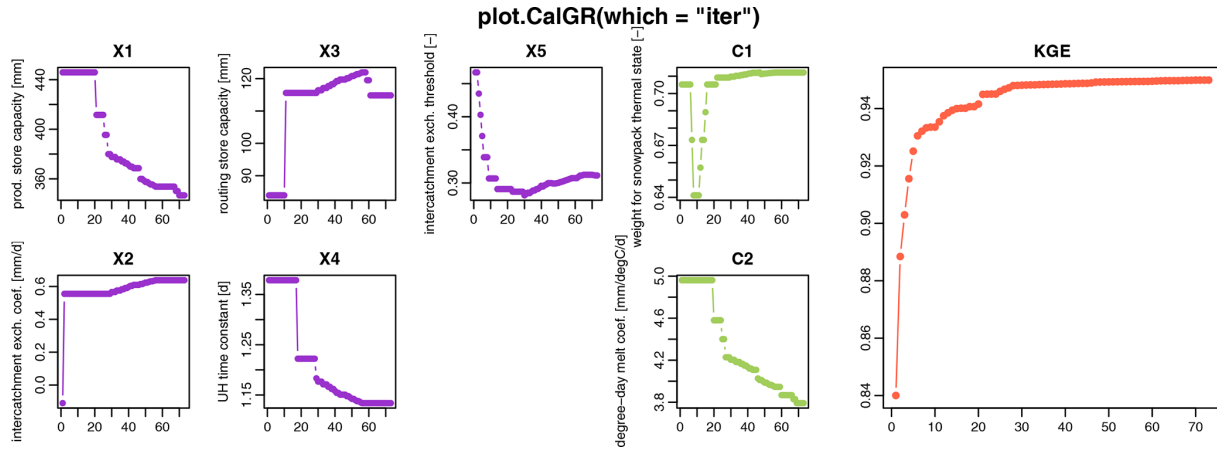 plot.CalGR(which = "iter")
X1
prod. store capacity [mm]
360 400 440
0 20 40 60
X3
routing store capacity [mm]
90 100 120
0 20 40 60
X5
intercatchment exch. threshold [−]
0.30 0.40
0 20 40 60
C1
weight for snowpack thermal state [−]
0.64 0.67 0.70
0 20 40 60
KGE
0.84 0.86 0.88 0.90 0.92 0.94
0 10 20 30 40 50 60 70
X2
intercatchment exch. coef. [mm/d]
0.0 0.2 0.4 0.6
0 20 40 60
X4
UH time constant [d]
1.15 1.25 1.35
0 20 40 60
C2
degree−day melt coef. [mm/degC/d]
3.8 4.2 4.6 5.0
0 20 40 60